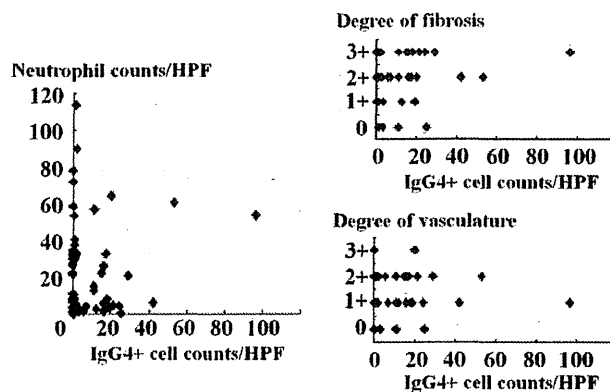 Neutrophil counts/HPF
120
100
80
60
40
20
0 20 40 60 80 100
IgG4+ cell counts/HPF
Degree of fibrosis
3+
2+
1+
0
0 20 40 60 80 100
IgG4+ cell counts/HPF
Degree of vasculature
3+
2+
1+
0
0 20 40 60 80 100
IgG4+ cell counts/HPF